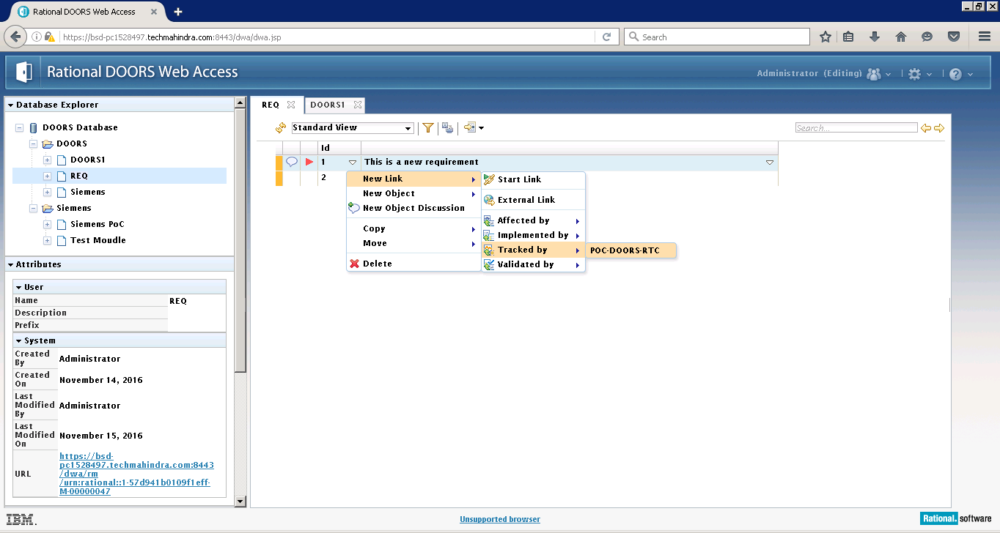 Rational DOORS Web Access
https://bsd-pc1528497.techmahindra.com:8443/dwa/dwa.jsp
Search
Rational DOORS Web Access
Administrator (Editing)
Database Explorer
DOORS Database
DOORS
DOORS1
REQ
Siemens
Siemens
Siemens PoC
Test Moudle
Attributes
User
Name REQ
Description
Prefix
System
Created
By
Administrator
Created
On
November 14, 2016
Last
Modified
By
Administrator
Last
Modified
On
November 15, 2016
URL
https://bsd-
pc1528497.techmahindra.com:8443
/dwa/rm
/urn:rational::1-57d941b0109f1eff-
M-00000047
REQ
DOORS1
Standard View
Search...
Id
1 This is a new requirement
2
New Link
New Object
New Object Discussion
Copy
Move
Delete
Start Link
External Link
Affected by
Implemented by
Tracked by
Validated by
POC-DOORS-RTC
IBM.
Unsupported browser
Rational. software